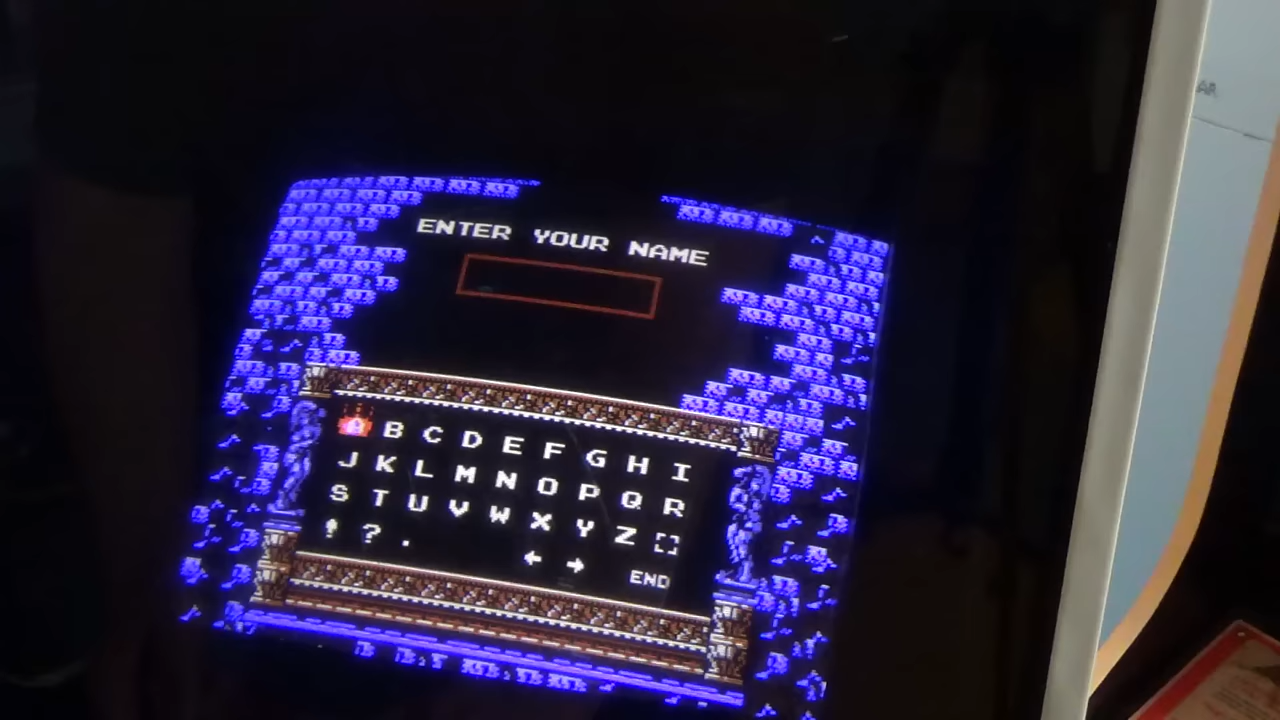 ENTER YOUR NAME
A B C D E F G H I
J K L M N O P Q R
S T U V W X Y Z
! ? . ← → END